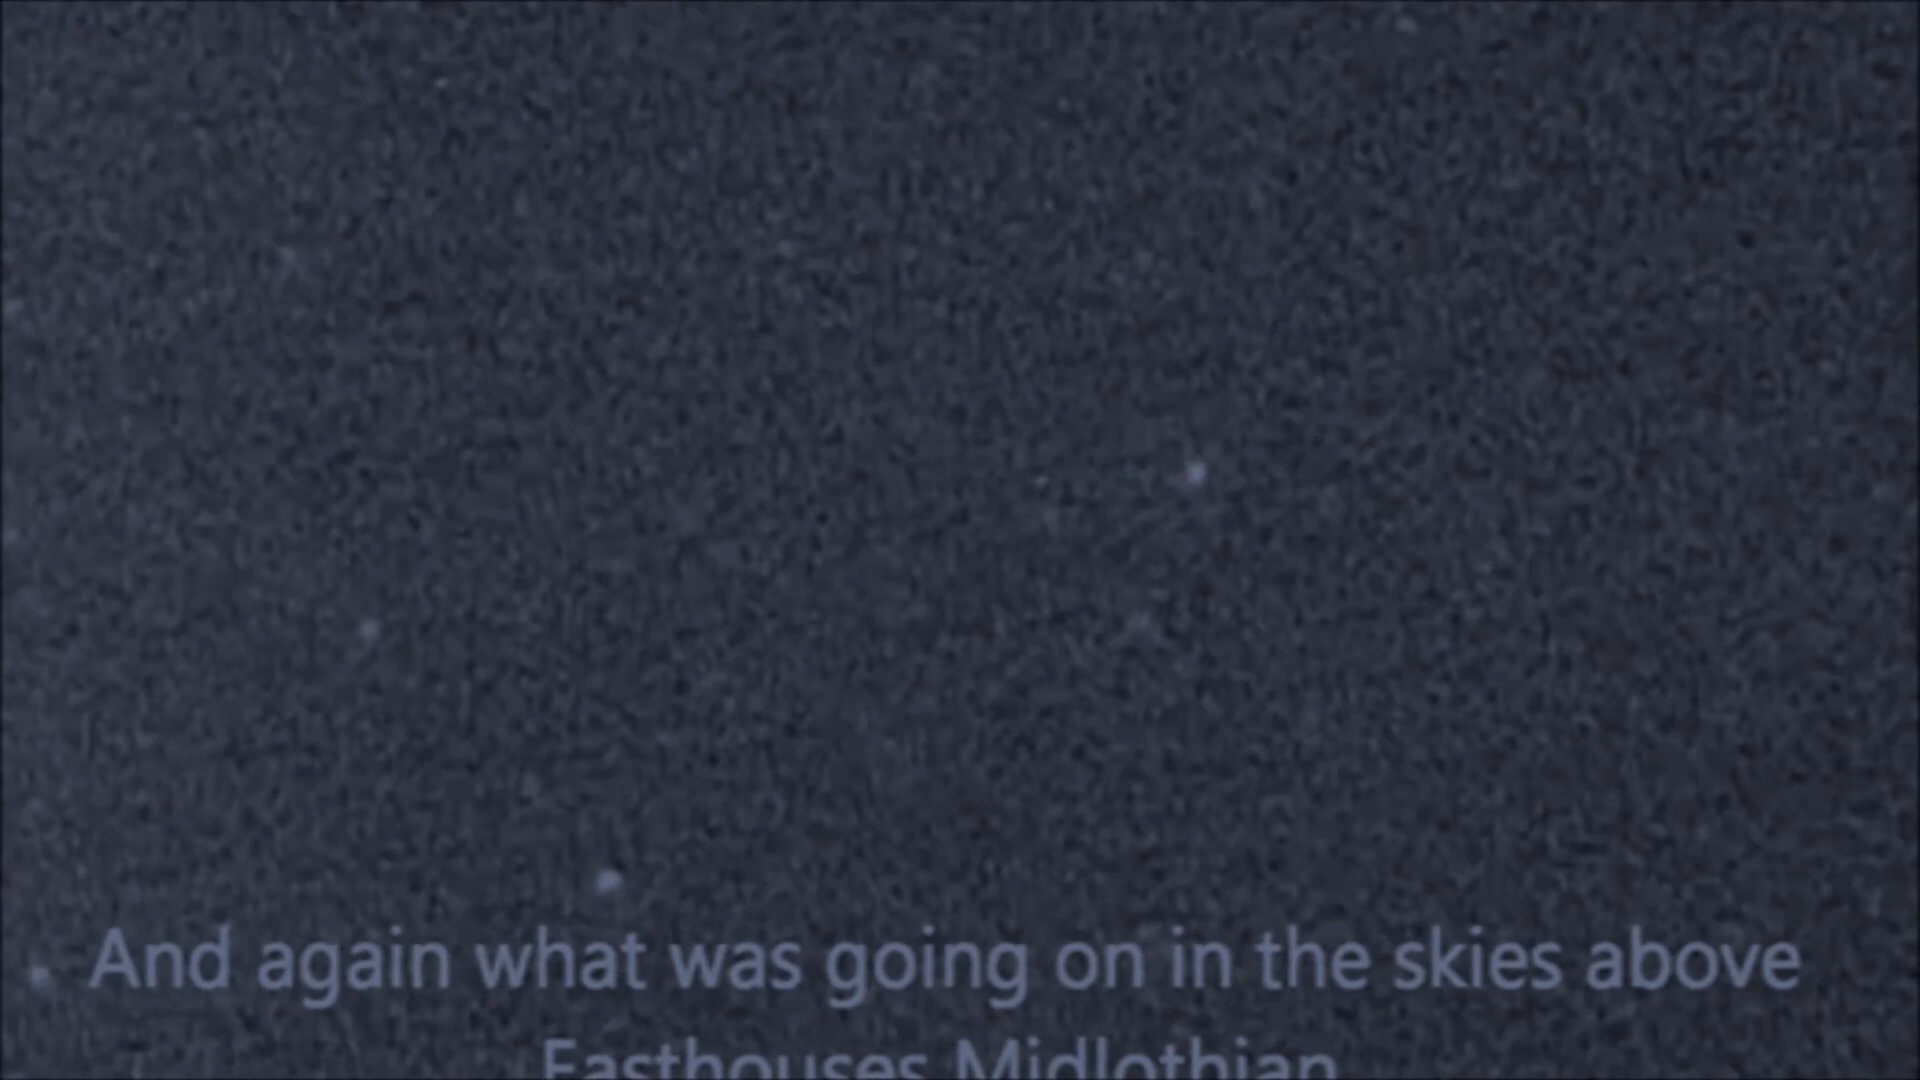 And again what was going on in the skies above
Easthouses Midlothian